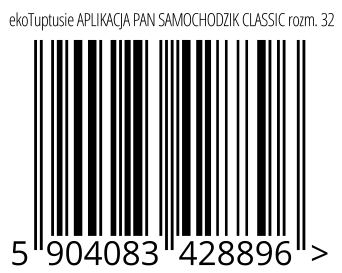 ekoTuptusie APLIKACJA PAN SAMOCHODZIK CLASSIC rozm. 32
5 904083 428896 >